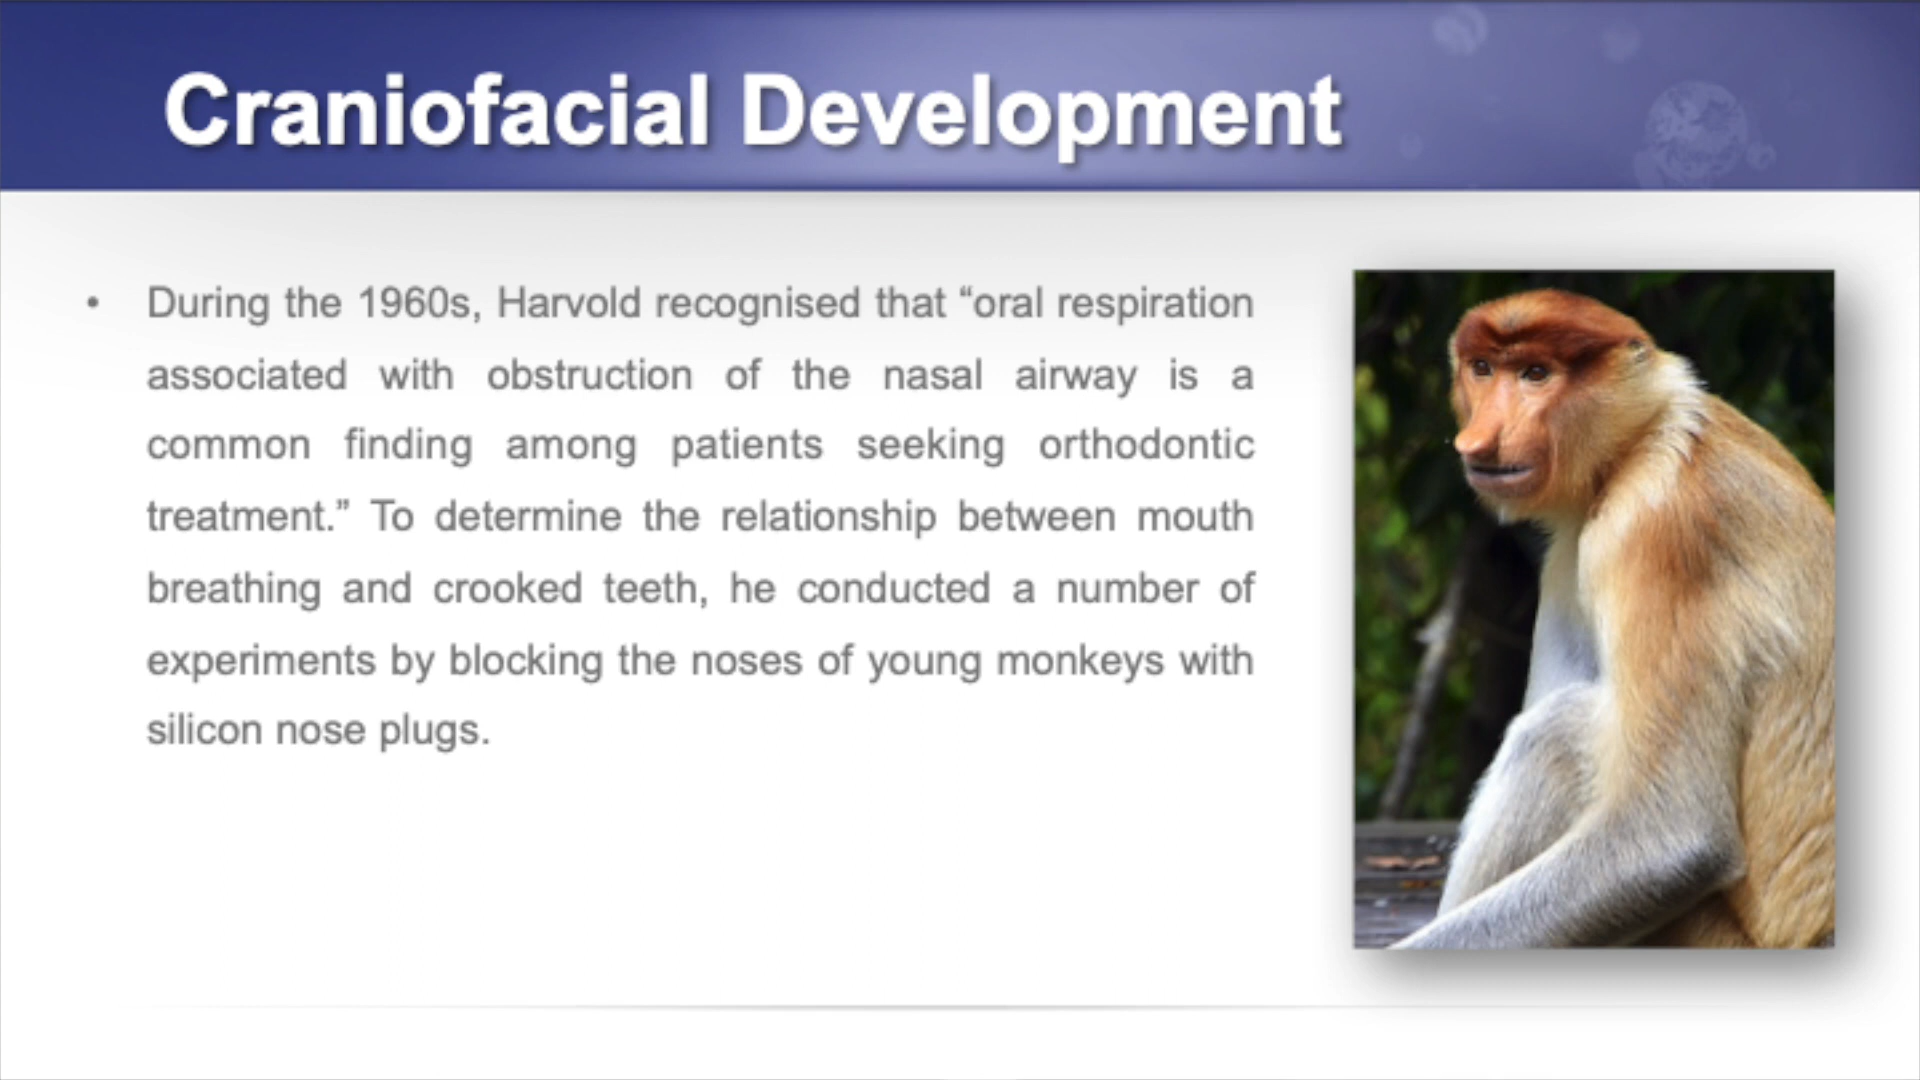 Craniofacial Development
• During the 1960s, Harvold recognised that “oral respiration
associated with obstruction of the nasal airway is a
common finding among patients seeking orthodontic
treatment.” To determine the relationship between mouth
breathing and crooked teeth, he conducted a number of
experiments by blocking the noses of young monkeys with
silicon nose plugs.